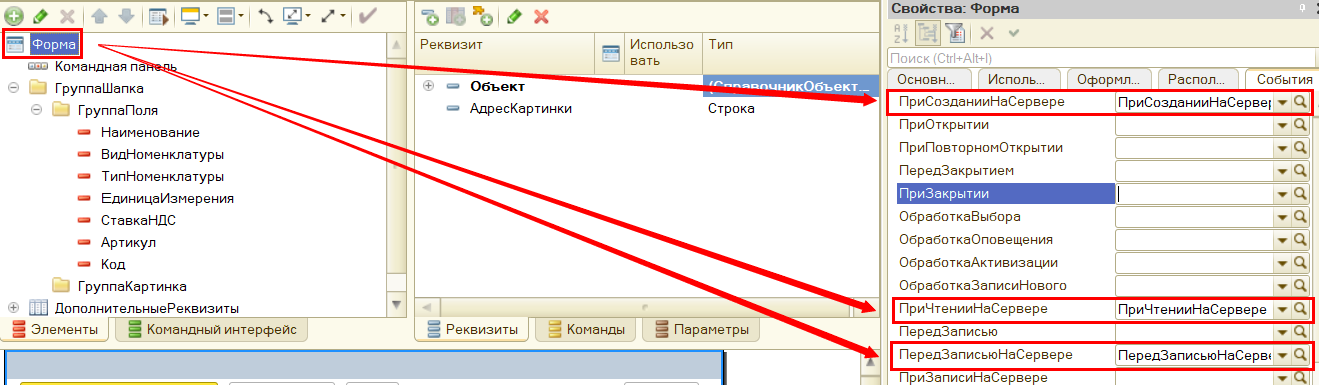 Форма
Командная панель
ГруппаШапка
ГруппаПоля
Наименование
ВидНоменклатуры
ТипНоменклатуры
ЕдиницаИзмерения
СтавкаНДС
Артикул
Код
ГруппаКартинка
ДополнительныеРеквизиты
Элементы
Командный интерфейс
Реквизит
Использо
вать
Тип
Объект
(СправочникОбъект...
АдресКартинки
Строка
Реквизиты
Команды
Параметры
Свойства: Форма
Поиск (Ctrl+Alt+I)
Основн...
Исполь...
Оформл...
Распол...
События
ПриСозданииНаСервере
ПриСозданииНаСервер
ПриОткрытии
ПриПовторномОткрытии
ПередЗакрытием
ПриЗакрытии
ОбработкаВыбора
ОбработкаОповещения
ОбработкаАктивизации
ОбработкаЗаписиНового
ПриЧтенииНаСервере
ПриЧтенииНаСервере
ПередЗаписью
ПередЗаписьюНаСервере
ПередЗаписьюНаСерве
ПриЗаписиНаСервере